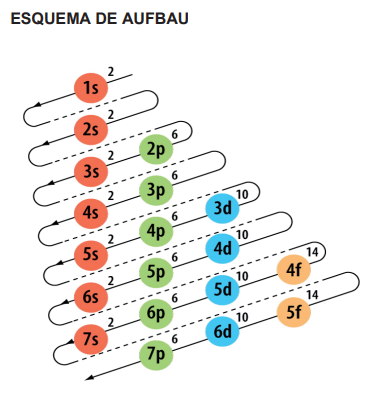 ESQUEMA DE AUFBAU
1s 2
2s 2
3s 2 2p 6
4s 2 3p 6
5s 2 4p 6 3d 10
6s 2 5p 6 4d 10
7s 2 6p 6 5d 10 4f 14
7p 6 6d 10 5f 14